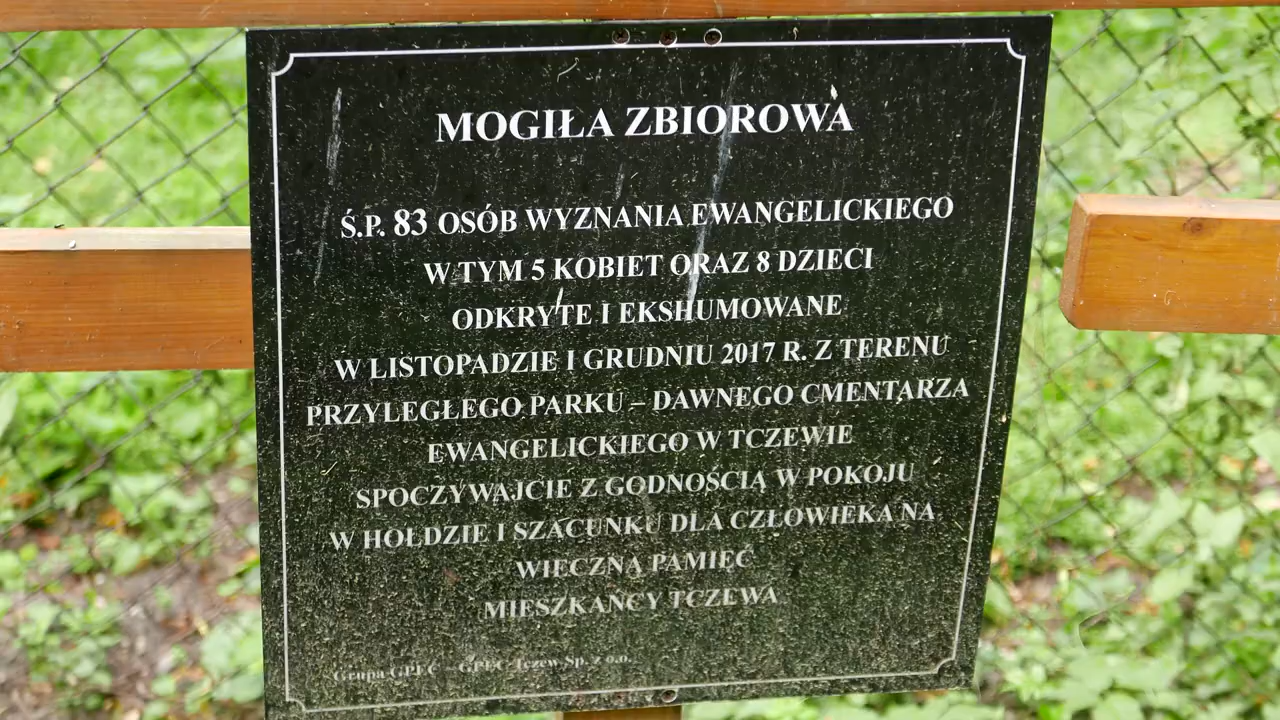 MOGIŁA ZBIOROWA
Ś.P. 83 OSÓB WYZNANIA EWANGELICKIEGO
W TYM 5 KOBIET ORAZ 8 DZIECI
ODKRYTE I EKSHUMOWANE
W LISTOPADZIE I GRUDNIU 2017 R. Z TERENU
PRZYLEGŁEGO PARKU – DAWNEGO CMENTARZA
EWANGELICKIEGO W TCZEWIE
SPOCZYWAJCIE Z GODNOŚCIĄ W POKOJU
W HOŁDZIE I SZACUNKU DLA CZŁOWIEKA NA
WIECZNĄ PAMIĘĆ
MIESZKAŃCY TCZEWA
Grupa GPEC – GPEC Tczew Sp. z o.o.